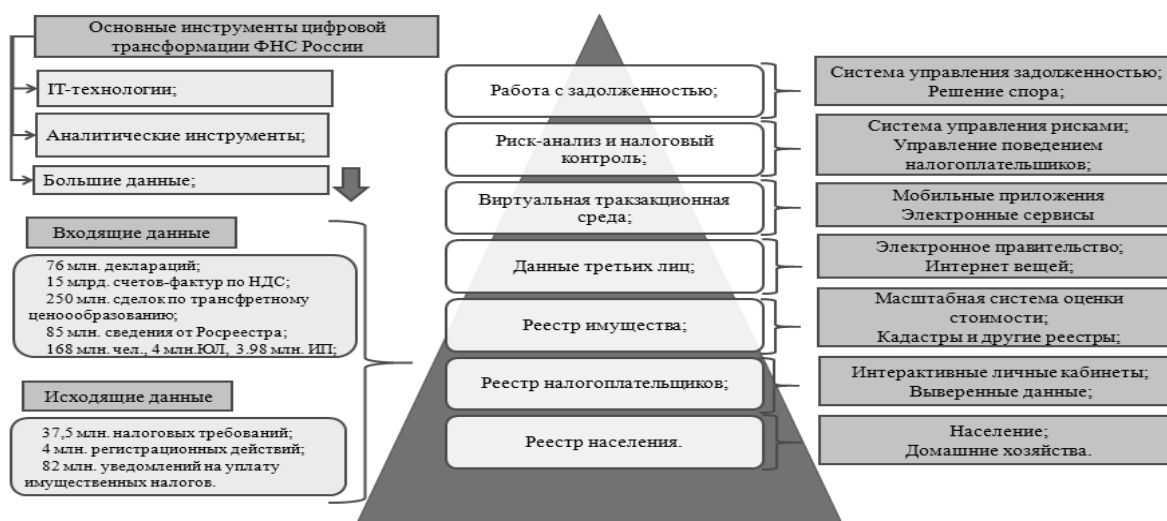 Основные инструменты цифровой
трансформации ФНС России
IT-технологии;
Аналитические инструменты;
Большие данные;
Входящие данные
76 млн. деклараций;
15 млрд. счетов-фактур по НДС;
250 млн. сделок по трансфретному
ценоообразованию;
85 млн. сведения от Росреестра;
168 млн. чел., 4 млн.ЮЛ, 3.98 млн. ИП;
Исходящие данные
37,5 млн. налоговых требований;
4 млн. регистрационных действий;
82 млн. уведомлений на уплату
имущественных налогов.
Работа с задолженностью;
Риск-анализ и налоговый
контроль;
Виртуальная тракзакционная
среда;
Данные третьих лиц;
Реестр имущества;
Реестр налогоплательщиков;
Реестр населения.
Система управления задолженностью;
Решение спора;
Система управления рисками;
Управление поведением
налогоплательшиков;
Мобильные приложения
Электронные сервисы
Электронное правительство;
Интернет вещей;
Масштабная система оценки
стоимости;
Кадастры и другие реестры;
Интерактивные личные кабинеты;
Выверенные данные;
Население;
Домашние хозяйства.